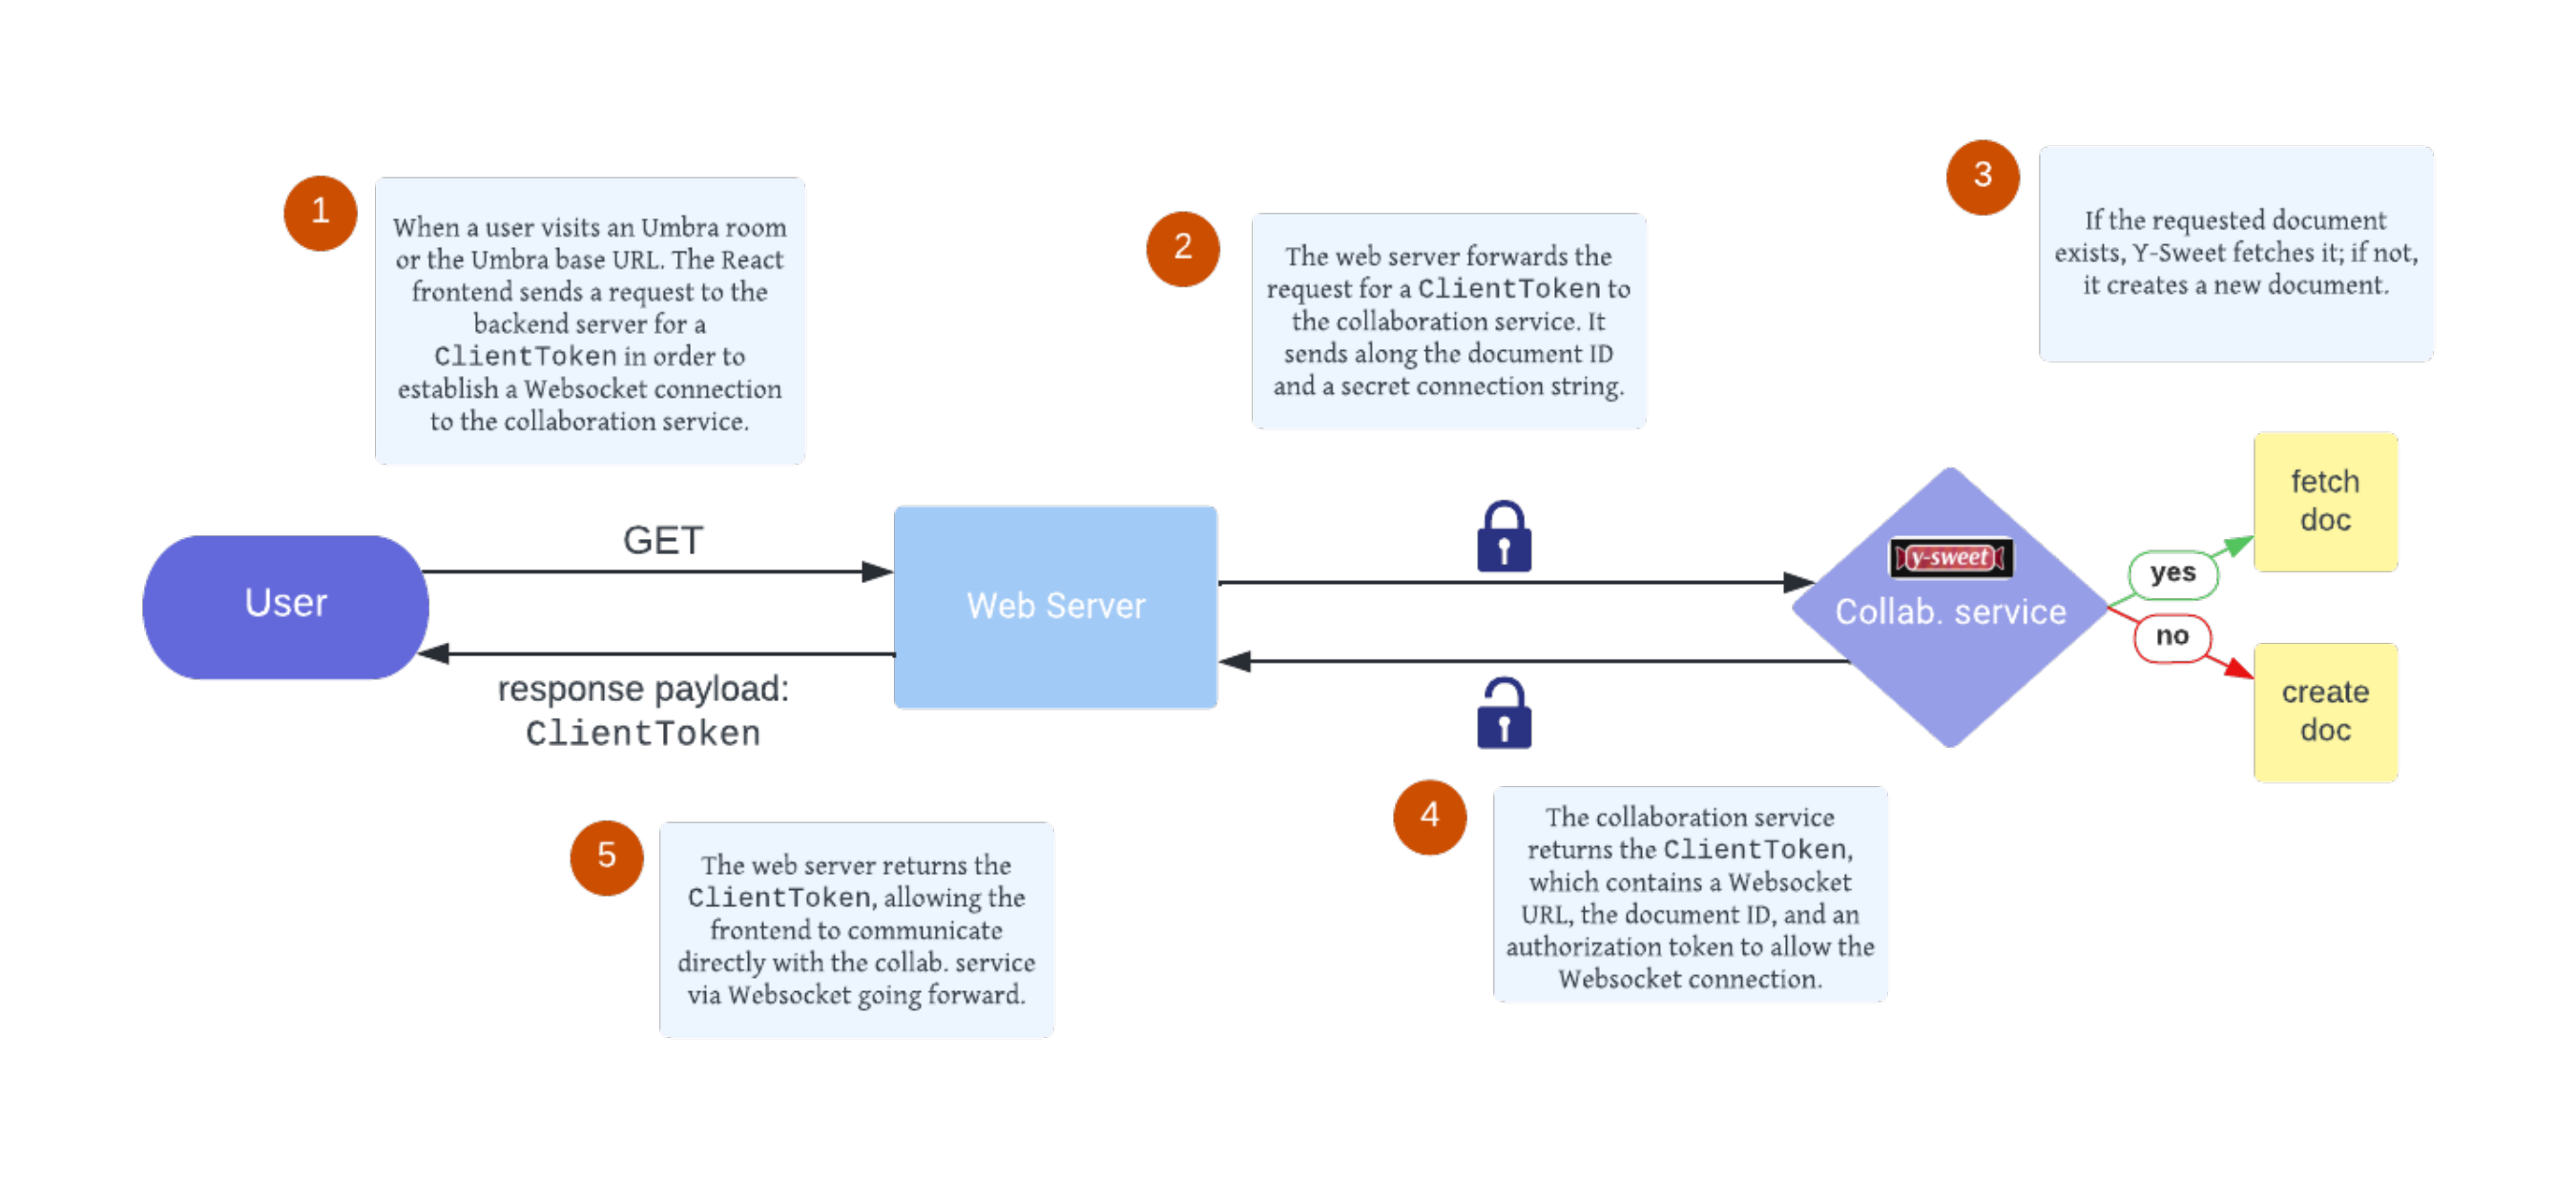 1
When a user visits an Umbra room
or the Umbra base URL. The React
frontend sends a request to the
backend server for a
ClientToken in order to
establish a Websocket connection
to the collaboration service.
2
The web server forwards the
request for a ClientToken to
the collaboration service. It
sends along the document ID
and a secret connection string.
3
If the requested document
exists, Y-Sweet fetches it; if not,
it creates a new document.
User
GET
response payload:
ClientToken
Web Server
y-sweet
Collab. service
yes
no
fetch
doc
create
doc
4
The collaboration service
returns the ClientToken,
which contains a Websocket
URL, the document ID, and an
authorization token to allow the
Websocket connection.
5
The web server returns the
ClientToken, allowing the
frontend to communicate
directly with the collab. service
via Websocket going forward.